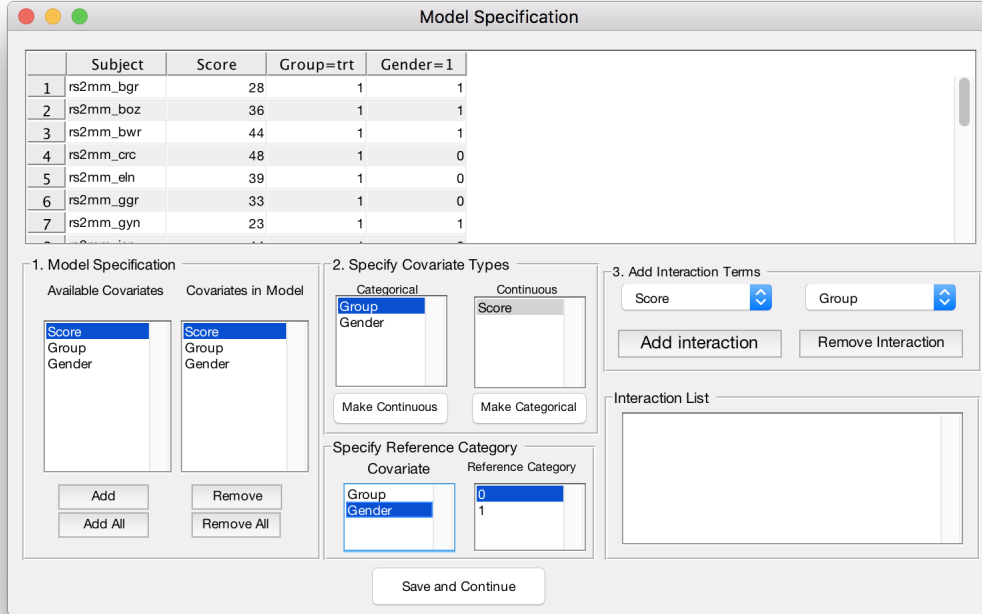 Model Specification
Subject Score Group=trt Gender=1
1 rs2mm_bgr 28 1 1
2 rs2mm_boz 36 1 1
3 rs2mm_bwr 44 1 1
4 rs2mm_crc 48 1 0
5 rs2mm_eln 39 1 0
6 rs2mm_ggr 33 1 0
7 rs2mm_gyn 23 1 1
1. Model Specification
Available Covariates
Score
Group
Gender
Add
Add All
Covariates in Model
Score
Group
Gender
Remove
Remove All
2. Specify Covariate Types
Categorical
Group
Gender
Make Continuous
Continuous
Score
Make Categorical
Specify Reference Category
Covariate
Group
Gender
Reference Category
0
1
3. Add Interaction Terms
Score
Group
Add interaction
Remove Interaction
Interaction List
Save and Continue